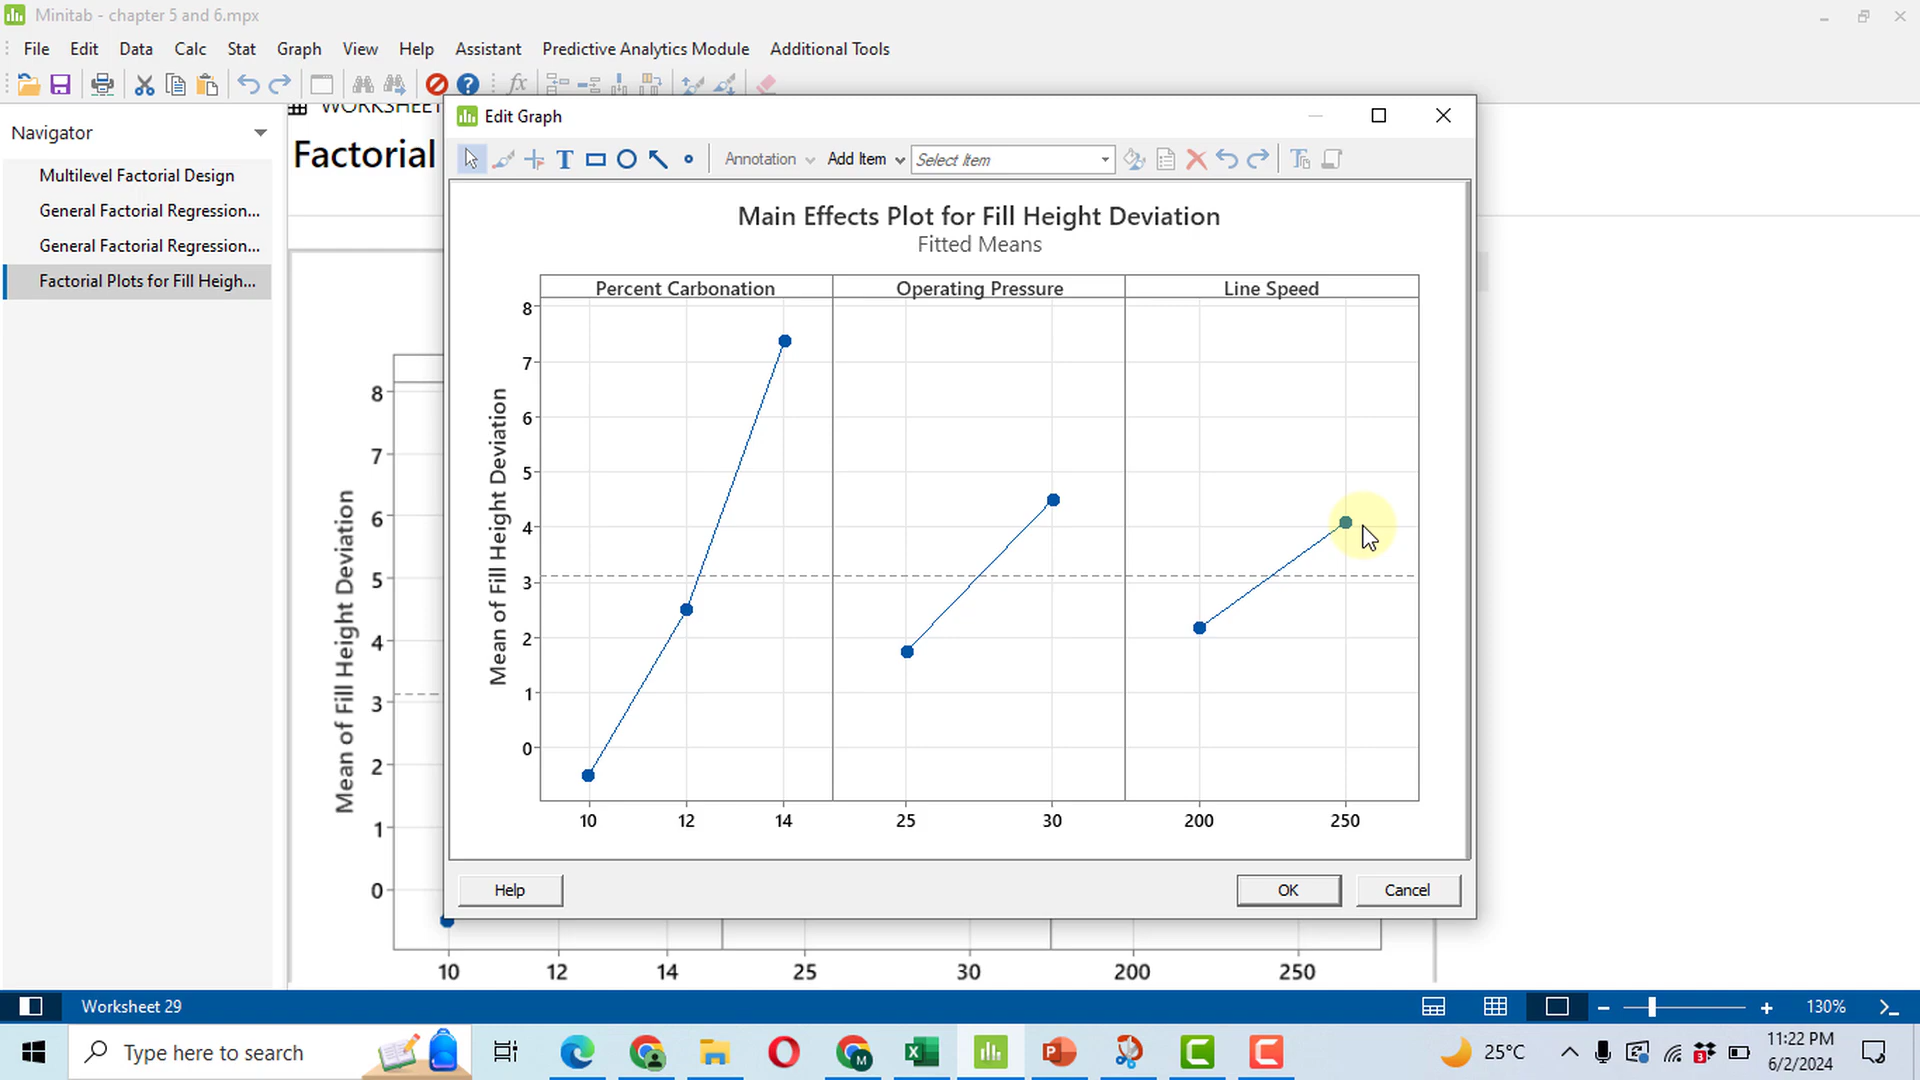 Minitab - chapter 5 and 6.mpx
File Edit Data Calc Stat Graph View Help Assistant Predictive Analytics Module Additional Tools
Navigator
Multilevel Factorial Design
General Factorial Regression...
General Factorial Regression...
Factorial Plots for Fill Heigh...
WORKSHEET
Factorial
Mean of Fill Height Deviation
8
7
6
5
4
3
2
1
0
10 12 14 25 30 200 250
Edit Graph
Annotation Add Item Select Item
Main Effects Plot for Fill Height Deviation
Fitted Means
Percent Carbonation Operating Pressure Line Speed
Mean of Fill Height Deviation
8
7
6
5
4
3
2
1
0
10 12 14 25 30 200 250
Help OK Cancel
Worksheet 29
130%
Type here to search
25°C
11:22 PM
6/2/2024